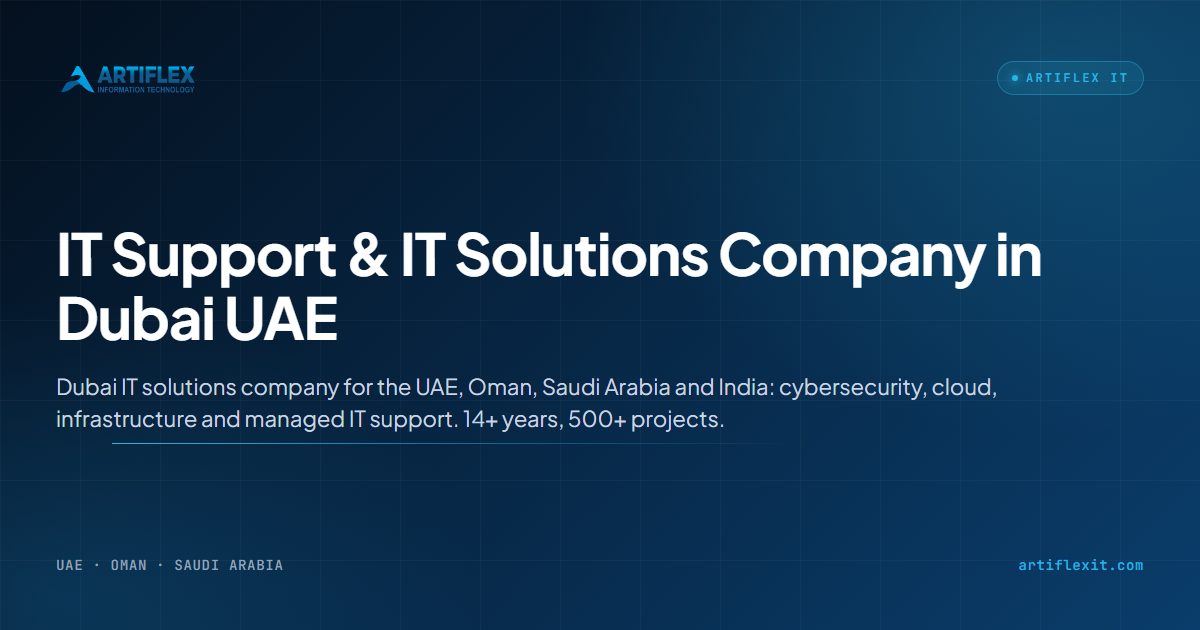 ARTIFLEX
INFORMATION TECHNOLOGY
ARTIFLEX IT
IT Support & IT Solutions Company in
Dubai UAE
Dubai IT solutions company for the UAE, Oman, Saudi Arabia and India: cybersecurity, cloud,
infrastructure and managed IT support. 14+ years, 500+ projects.
UAE · OMAN · SAUDI ARABIA
artiflexit.com